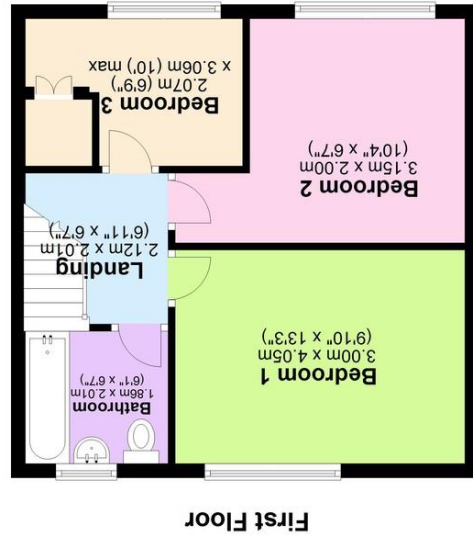 First Floor
Bathroom
1.86m x 2.01m
(6'1" x 6'7")
Bedroom 1
3.00m x 4.05m
(9'10" x 13'3")
Landing
2.12m x 2.01m
(6'11" x 6'7")
Bedroom 2
3.15m x 2.00m
(10'4" x 6'7")
Bedroom 3
2.07m (6'9")
x 3.06m (10') max